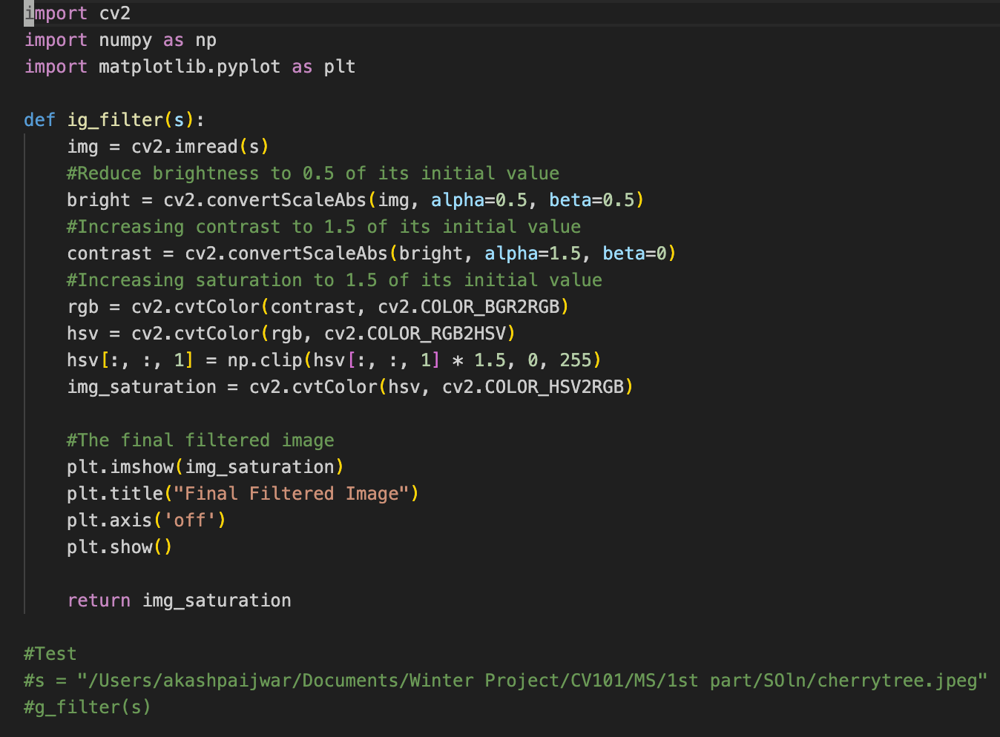 import cv2
import numpy as np
import matplotlib.pyplot as plt
def ig_filter(s):
    img = cv2.imread(s)
    #Reduce brightness to 0.5 of its initial value
    bright = cv2.convertScaleAbs(img, alpha=0.5, beta=0.5)
    #Increasing contrast to 1.5 of its initial value
    contrast = cv2.convertScaleAbs(bright, alpha=1.5, beta=0)
    #Increasing saturation to 1.5 of its initial value
    rgb = cv2.cvtColor(contrast, cv2.COLOR_BGR2RGB)
    hsv = cv2.cvtColor(rgb, cv2.COLOR_RGB2HSV)
    hsv[:, :, 1] = np.clip(hsv[:, :, 1] * 1.5, 0, 255)
    img_saturation = cv2.cvtColor(hsv, cv2.COLOR_HSV2RGB)
    #The final filtered image
    plt.imshow(img_saturation)
    plt.title("Final Filtered Image")
    plt.axis('off')
    plt.show()
    return img_saturation
#Test
#s = "/Users/akashpaijwar/Documents/Winter Project/CV101/MS/1st part/SOln/cherrytree.jpeg"
#g_filter(s)